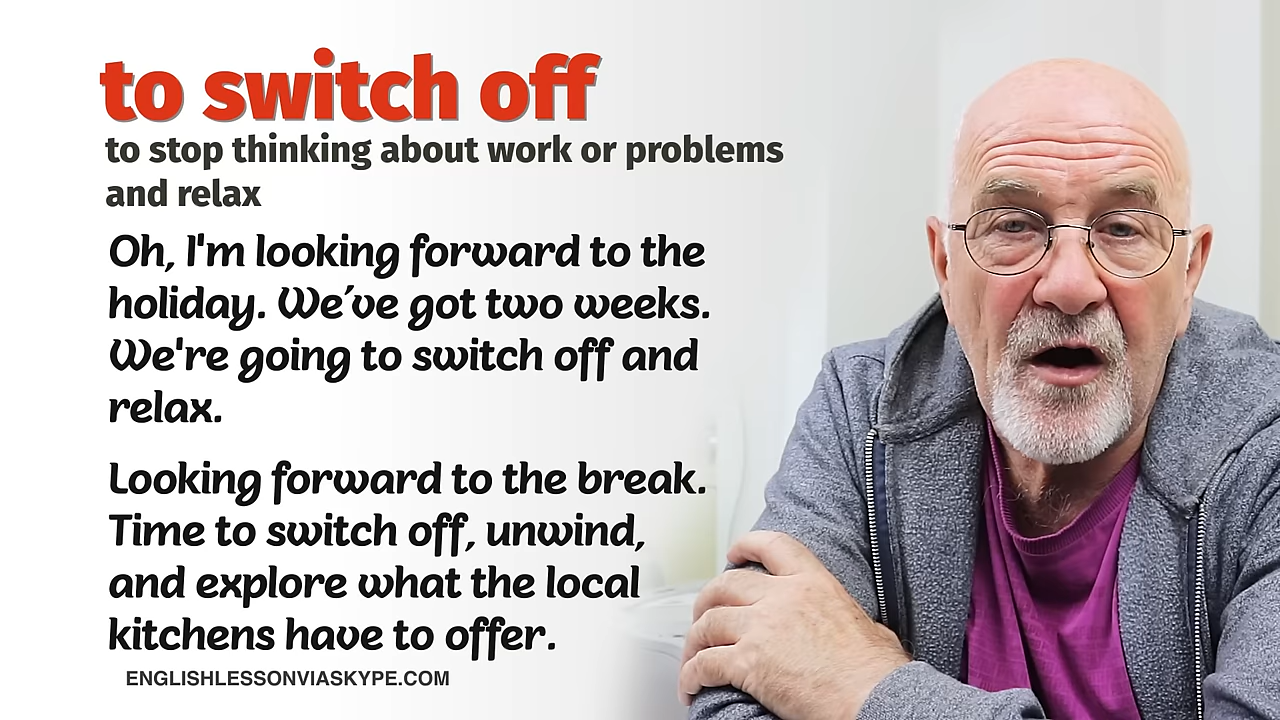 to switch off
to stop thinking about work or problems
and relax
Oh, I'm looking forward to the
holiday. We've got two weeks.
We're going to switch off and
relax.
Looking forward to the break.
Time to switch off, unwind,
and explore what the local
kitchens have to offer.
ENGLISHLESSONVIASKYPE.COM